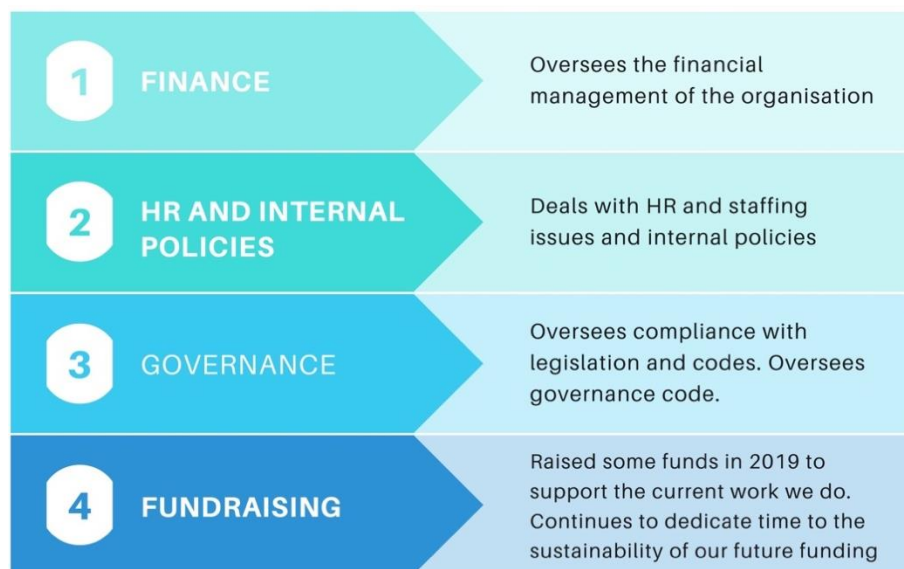 1
FINANCE
Oversees the financial
management of the organisation
2
HR AND INTERNAL
POLICIES
Deals with HR and staffing
issues and internal policies
3
GOVERNANCE
Oversees compliance with
legislation and codes. Oversees
governance code.
4
FUNDRAISING
Raised some funds in 2019 to
support the current work we do.
Continues to dedicate time to the
sustainability of our future funding